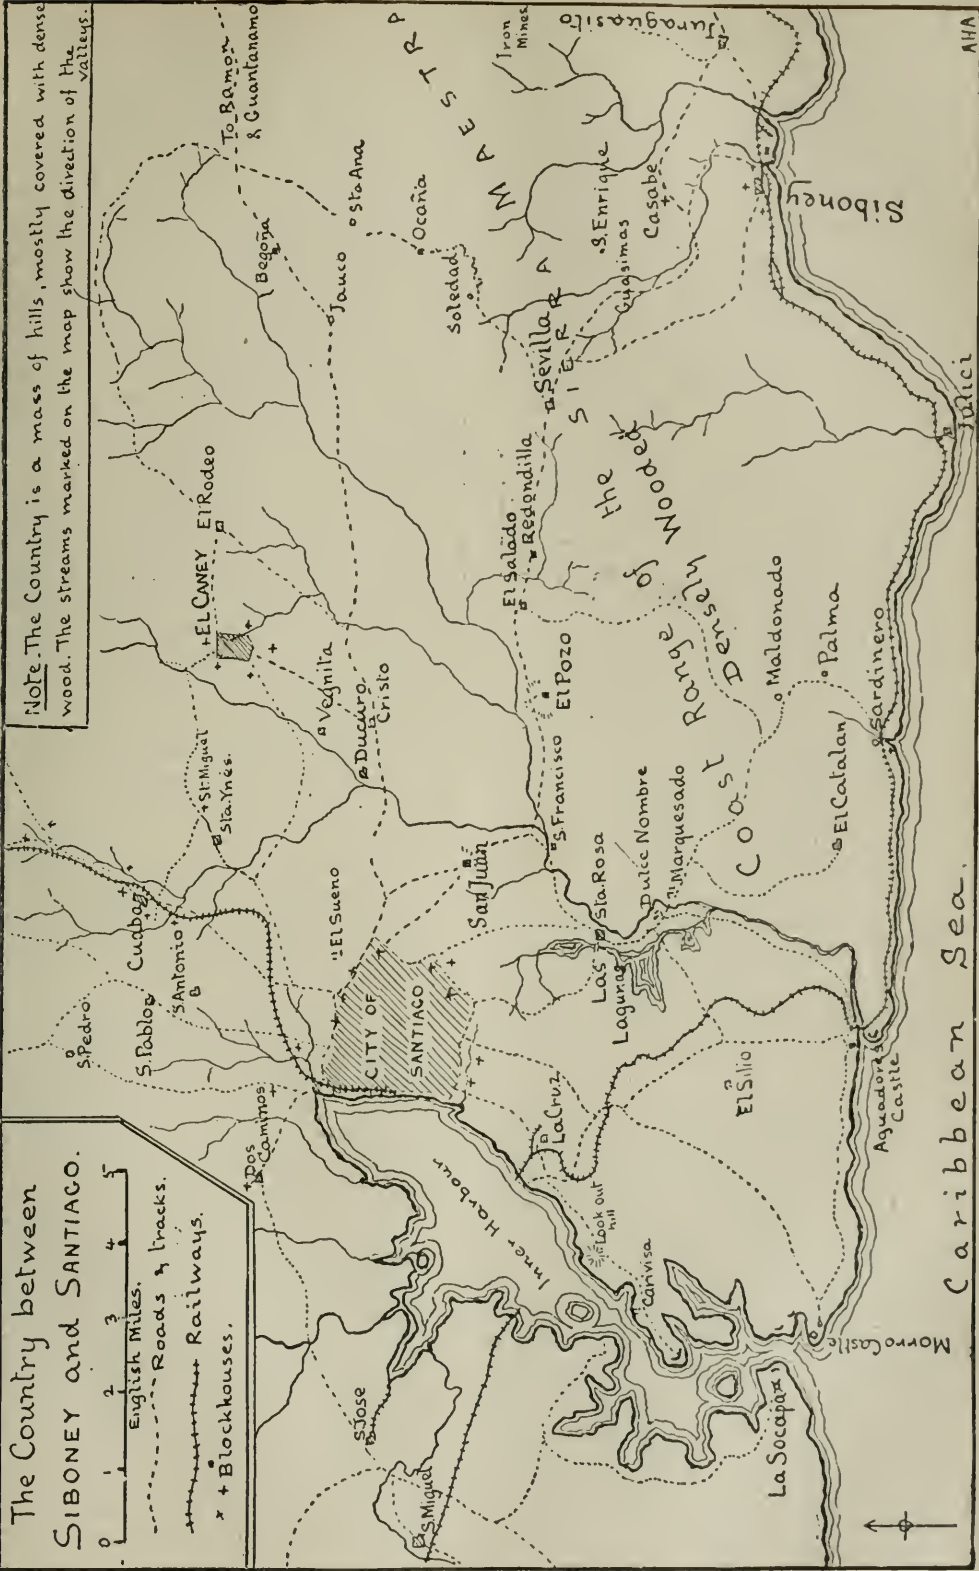 The Country between
SIBONEY and SANTIAGO.
0 1 2 3 4 5
English Miles.
Roads & tracks.
Railways.
x + Blockhouses.
Note. The Country is a mass of hills, mostly covered with dense
wood. The streams marked on the map show the direction of the
valleys.
To Bamon
& Guantanamo
S. Pedro
S. Pablo
S. Antonio
Cuabaz
St. Miguel
Sta. Ynés.
EL CANEY
El Rodeo
Begoña
Sta Ana
Jauco
Ocaña
Soledad
Dos
Caminos
El Sueno
Vegnita
Ducuro
Cristo
CITY OF
SANTIAGO
San Juan
S. Francisco
El Pozo
El Salado
Redondilla
Sevilla
SIERRA MAESTRA
Iron
Mines
Juraguasito
S. Enrique
Casabe
Guasimas
Siboney
S. Jose
S. Miguel
Inner Harbour
La Cruz
Look out
hill
Canvisa
Las
Lagunas
Sta. Rosa
Dulce Nombre
Marquesado
Coast Range of the
Densely Wooded
Maldonado
Palma
El Catalan
Sardinero
Julici
El Silio
Aguadores
Castle
Morro Castle
La Socapa
Caribbean Sea.
AHA